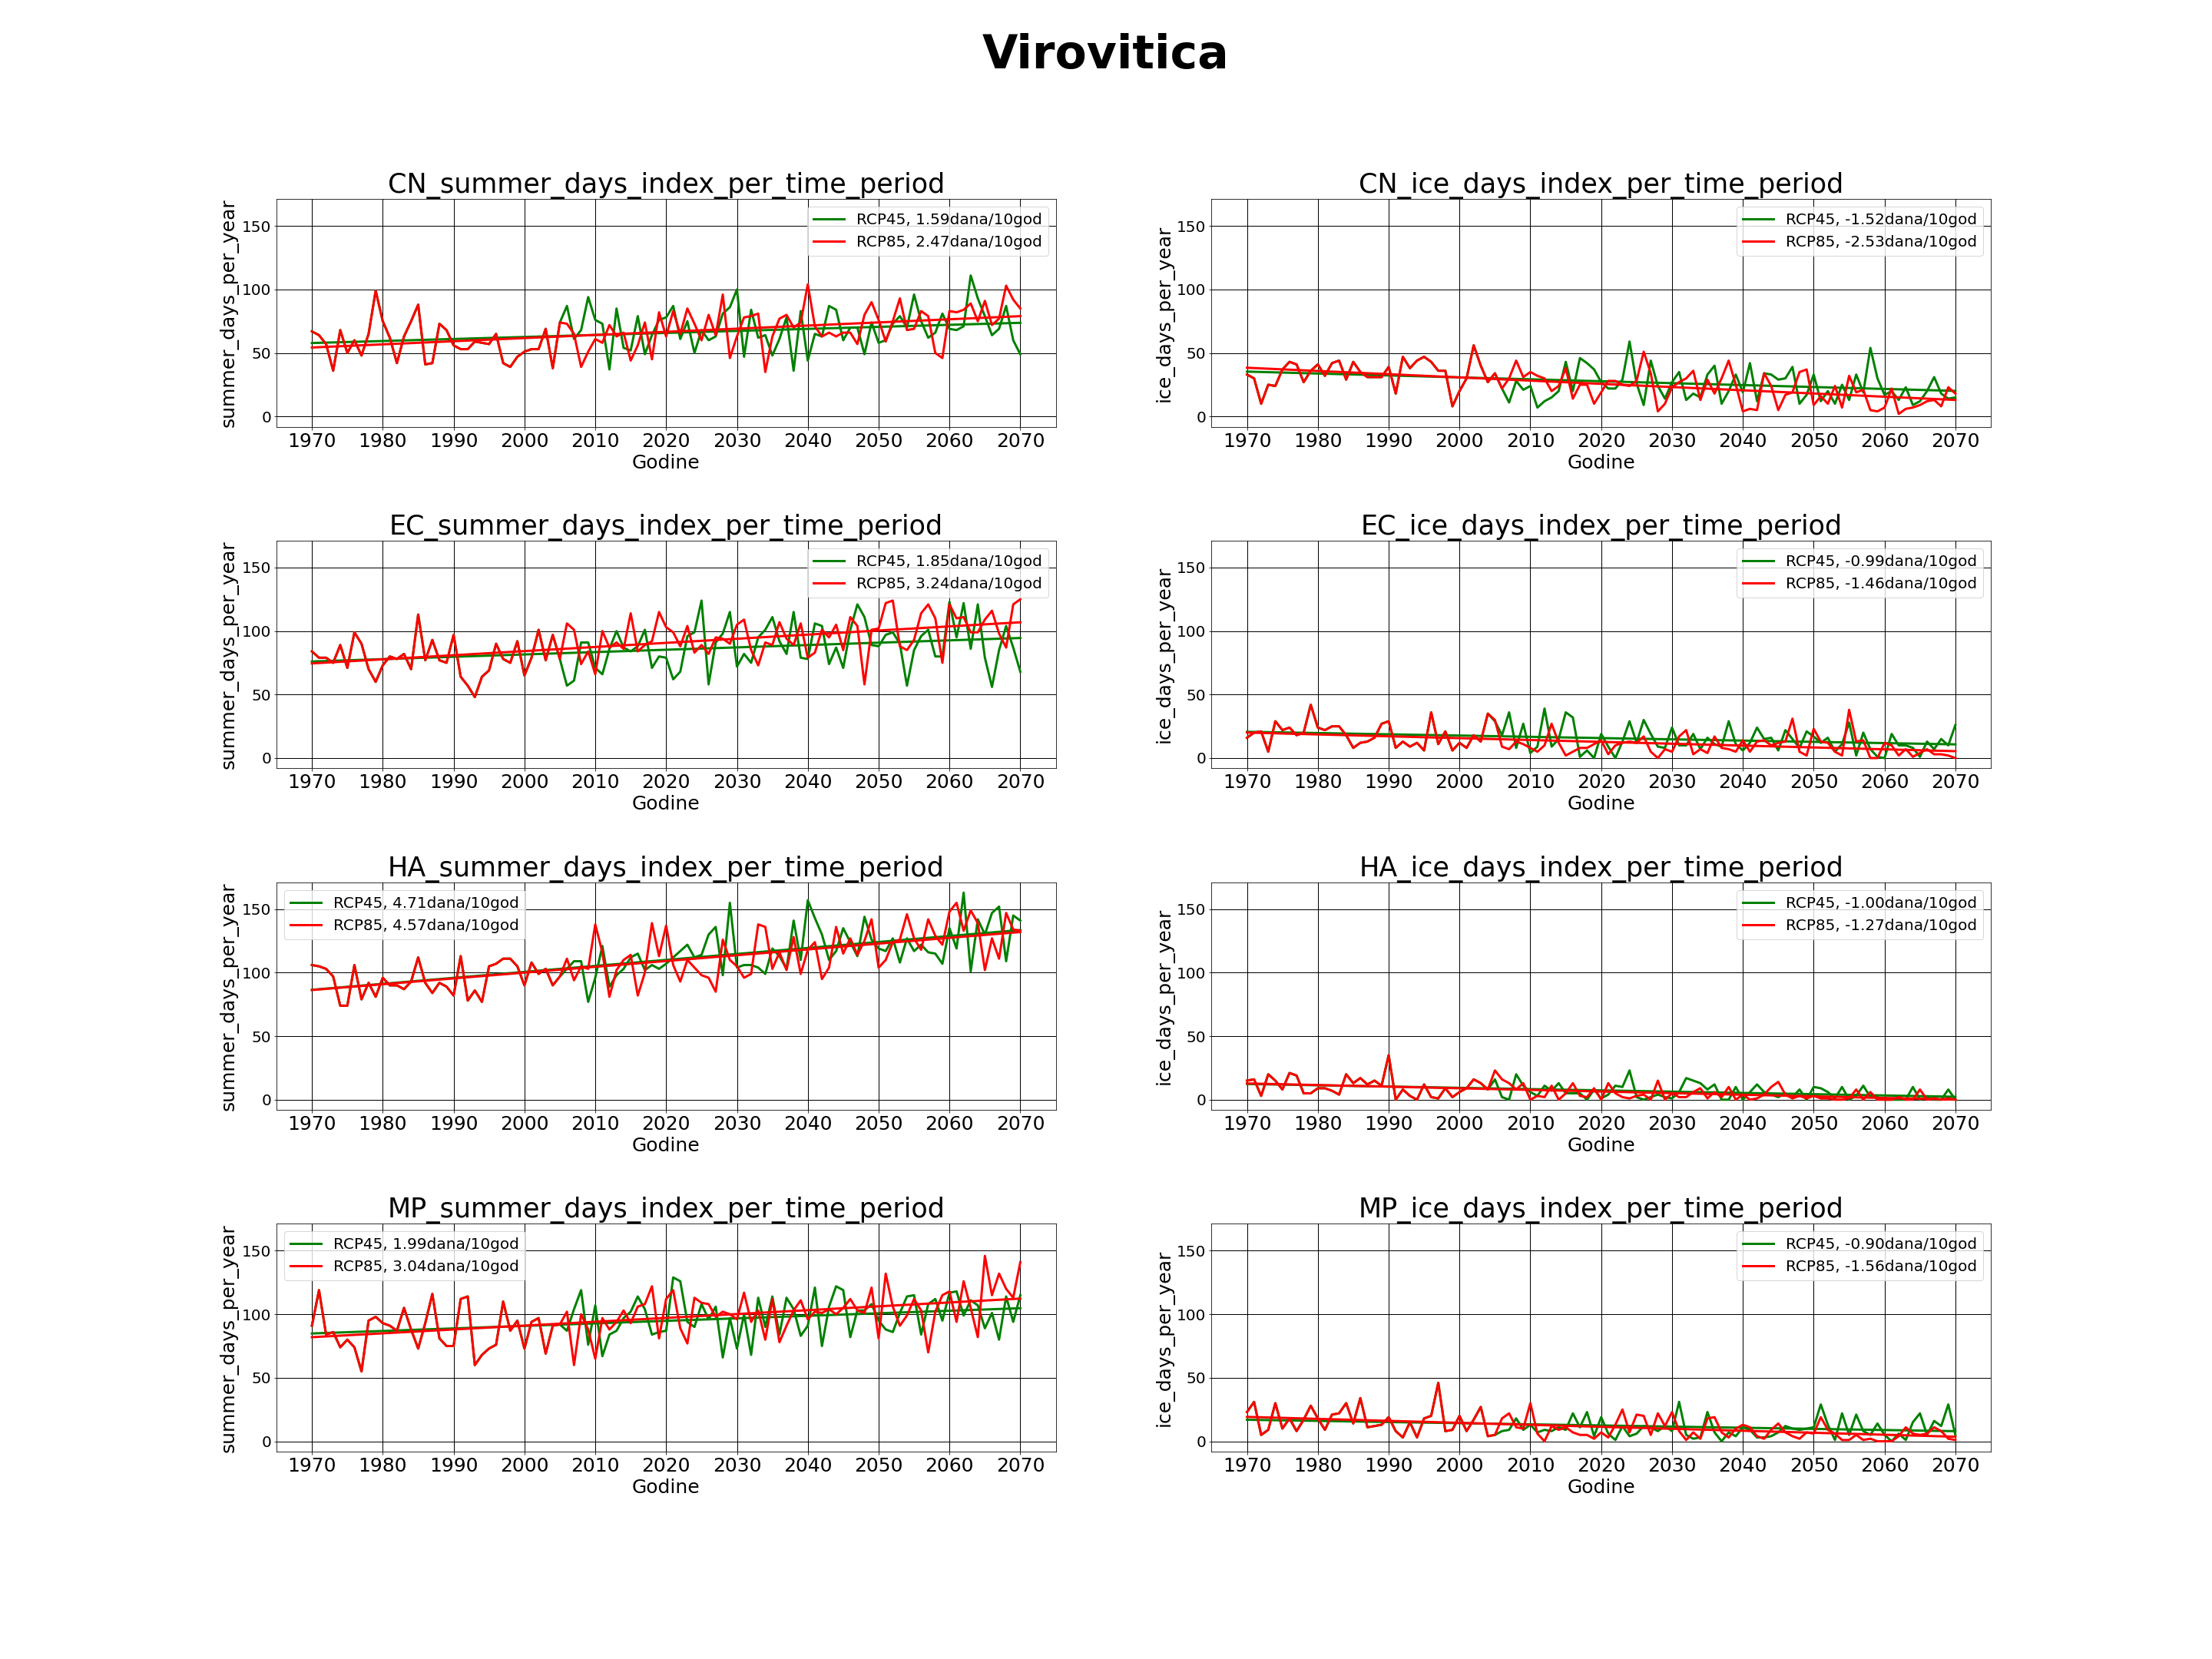 Virovitica
CN_summer_days_index_per_time_period
summer_days_per_year
150
100
50
0
RCP45, 1.59dana/10god
RCP85, 2.47dana/10god
1970 1980 1990 2000 2010 2020 2030 2040 2050 2060 2070
Godine
CN_ice_days_index_per_time_period
ice_days_per_year
150
100
50
0
RCP45, -1.52dana/10god
RCP85, -2.53dana/10god
1970 1980 1990 2000 2010 2020 2030 2040 2050 2060 2070
Godine
EC_summer_days_index_per_time_period
summer_days_per_year
150
100
50
0
RCP45, 1.85dana/10god
RCP85, 3.24dana/10god
1970 1980 1990 2000 2010 2020 2030 2040 2050 2060 2070
Godine
EC_ice_days_index_per_time_period
ice_days_per_year
150
100
50
0
RCP45, -0.99dana/10god
RCP85, -1.46dana/10god
1970 1980 1990 2000 2010 2020 2030 2040 2050 2060 2070
Godine
HA_summer_days_index_per_time_period
summer_days_per_year
150
100
50
0
RCP45, 4.71dana/10god
RCP85, 4.57dana/10god
1970 1980 1990 2000 2010 2020 2030 2040 2050 2060 2070
Godine
HA_ice_days_index_per_time_period
ice_days_per_year
150
100
50
0
RCP45, -1.00dana/10god
RCP85, -1.27dana/10god
1970 1980 1990 2000 2010 2020 2030 2040 2050 2060 2070
Godine
MP_summer_days_index_per_time_period
summer_days_per_year
150
100
50
0
RCP45, 1.99dana/10god
RCP85, 3.04dana/10god
1970 1980 1990 2000 2010 2020 2030 2040 2050 2060 2070
Godine
MP_ice_days_index_per_time_period
ice_days_per_year
150
100
50
0
RCP45, -0.90dana/10god
RCP85, -1.56dana/10god
1970 1980 1990 2000 2010 2020 2030 2040 2050 2060 2070
Godine